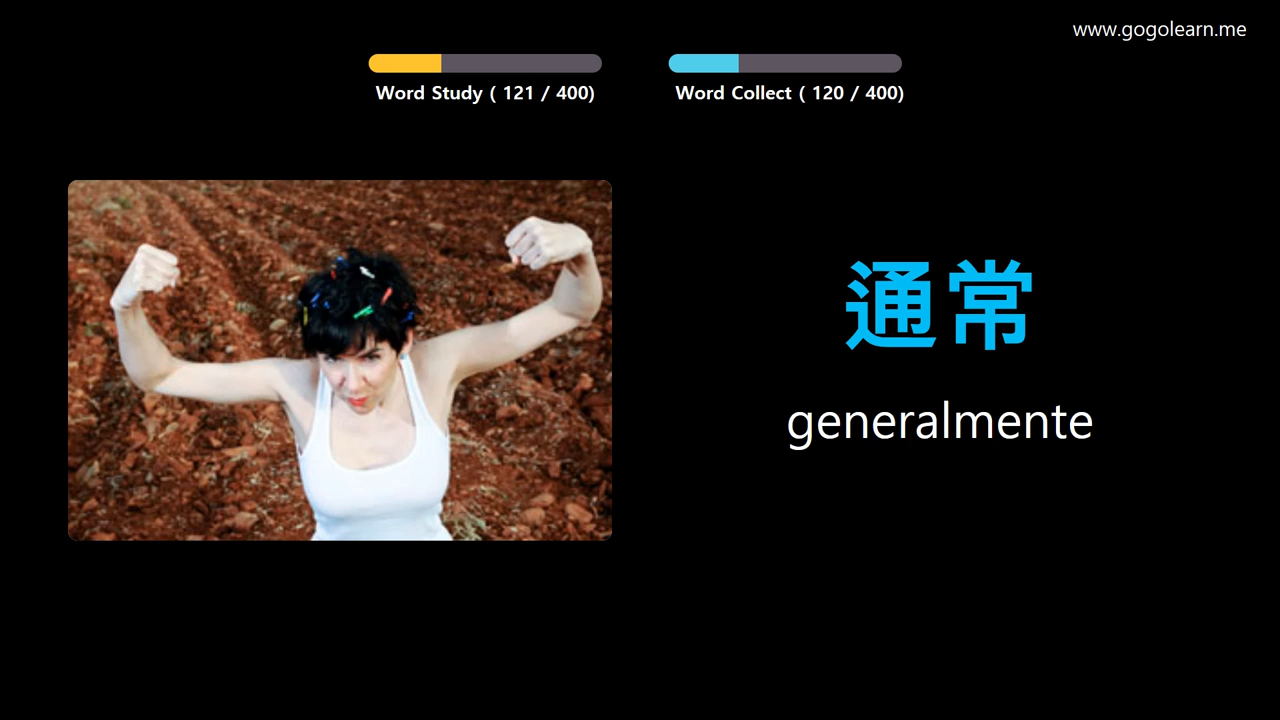 www.gogolearn.me
Word Study ( 121 / 400)
Word Collect ( 120 / 400)
通常
generalmente